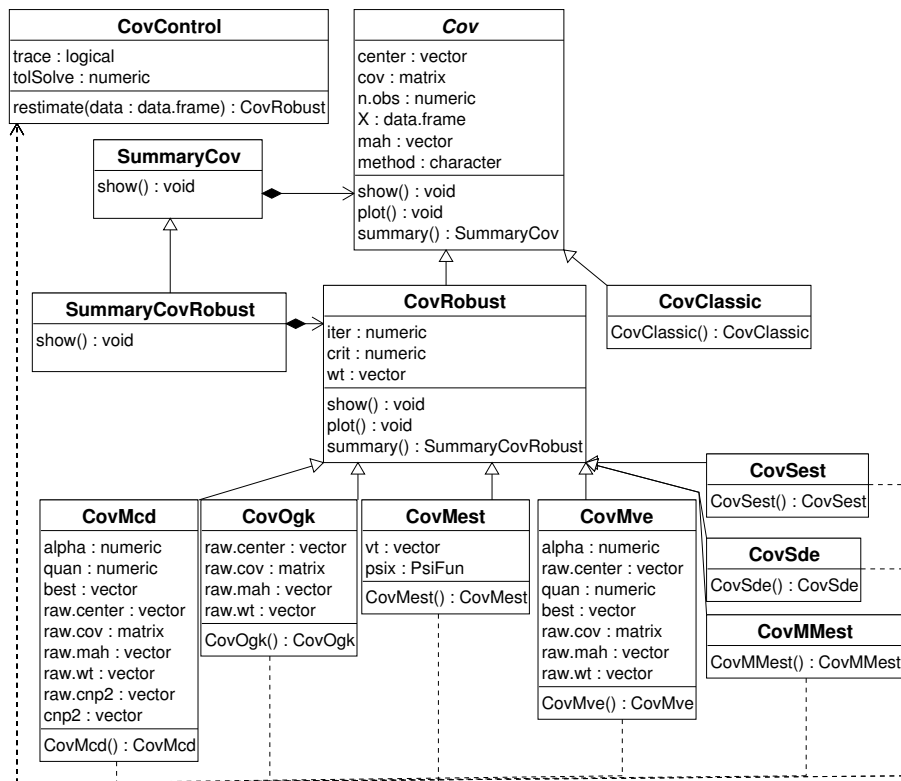 CovControl
trace : logical
tolSolve : numeric
restimate(data : data.frame) : CovRobust
Cov
center : vector
cov : matrix
n.obs : numeric
X : data.frame
mah : vector
method : character
show() : void
plot() : void
summary() : SummaryCov
SummaryCov
show() : void
SummaryCovRobust
show() : void
CovRobust
iter : numeric
crit : numeric
wt : vector
show() : void
plot() : void
summary() : SummaryCovRobust
CovClassic
CovClassic() : CovClassic
CovMcd
alpha : numeric
quan : numeric
best : vector
raw.center : vector
raw.cov : matrix
raw.mah : vector
raw.wt : vector
raw.cnp2 : vector
cnp2 : vector
CovMcd() : CovMcd
CovOgk
raw.center : vector
raw.cov : matrix
raw.mah : vector
raw.wt : vector
CovOgk() : CovOgk
CovMest
vt : vector
psix : PsiFun
CovMest() : CovMest
CovMve
alpha : numeric
raw.center : vector
quan : numeric
best : vector
raw.cov : matrix
raw.mah : vector
raw.wt : vector
CovMve() : CovMve
CovSest
CovSest() : CovSest
CovSde
CovSde() : CovSde
CovMMest
CovMMest() : CovMMest